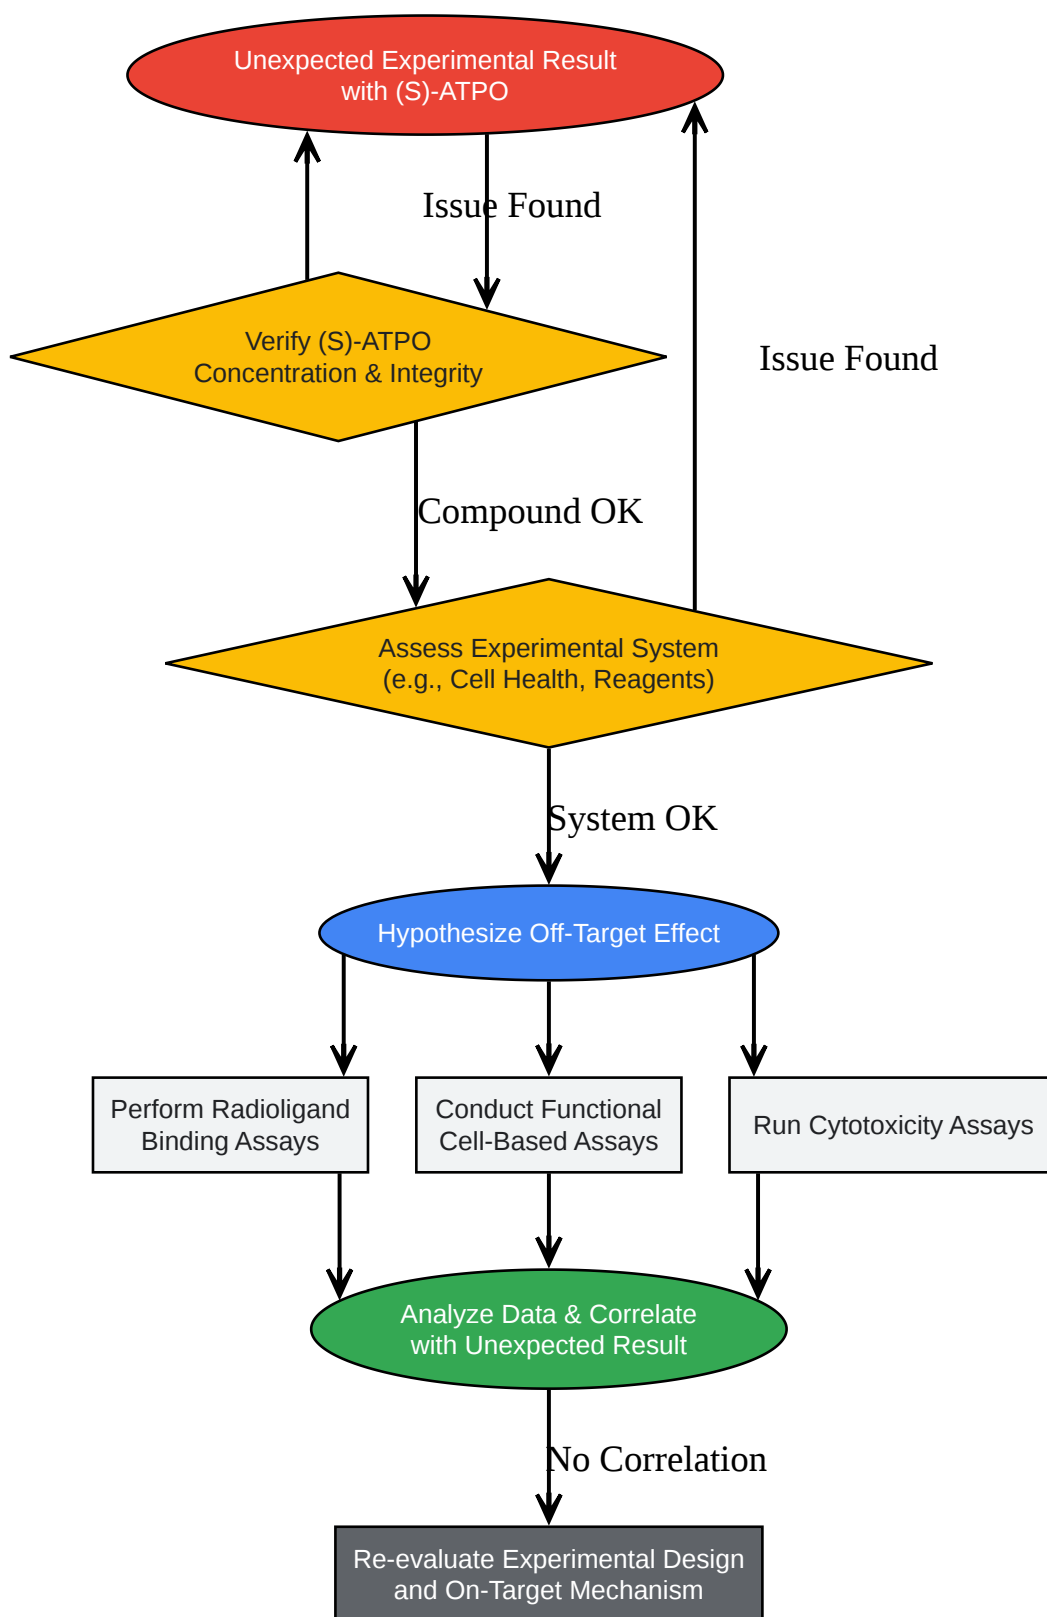 Unexpected Experimental Result
with (S)-ATPO
Issue Found
Verify (S)-ATPO
Concentration & Integrity
Issue Found
Compound OK
Assess Experimental System
(e.g., Cell Health, Reagents)
System OK
Hypothesize Off-Target Effect
Perform Radioligand
Binding Assays
Conduct Functional
Cell-Based Assays
Run Cytotoxicity Assays
Analyze Data & Correlate
with Unexpected Result
No Correlation
Re-evaluate Experimental Design
and On-Target Mechanism